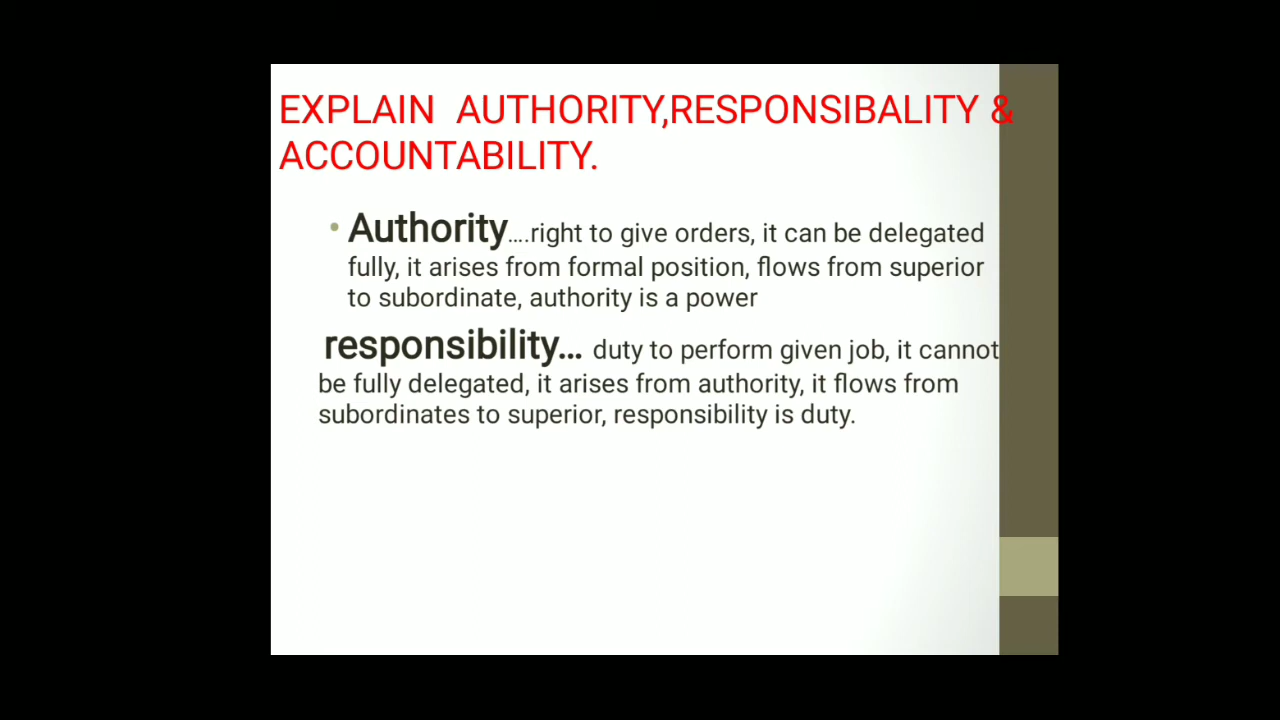 EXPLAIN AUTHORITY,RESPONSIBALITY &
ACCOUNTABILITY.
• Authority....right to give orders, it can be delegated
fully, it arises from formal position, flows from superior
to subordinate, authority is a power
responsibility... duty to perform given job, it cannot
be fully delegated, it arises from authority, it flows from
subordinates to superior, responsibility is duty.